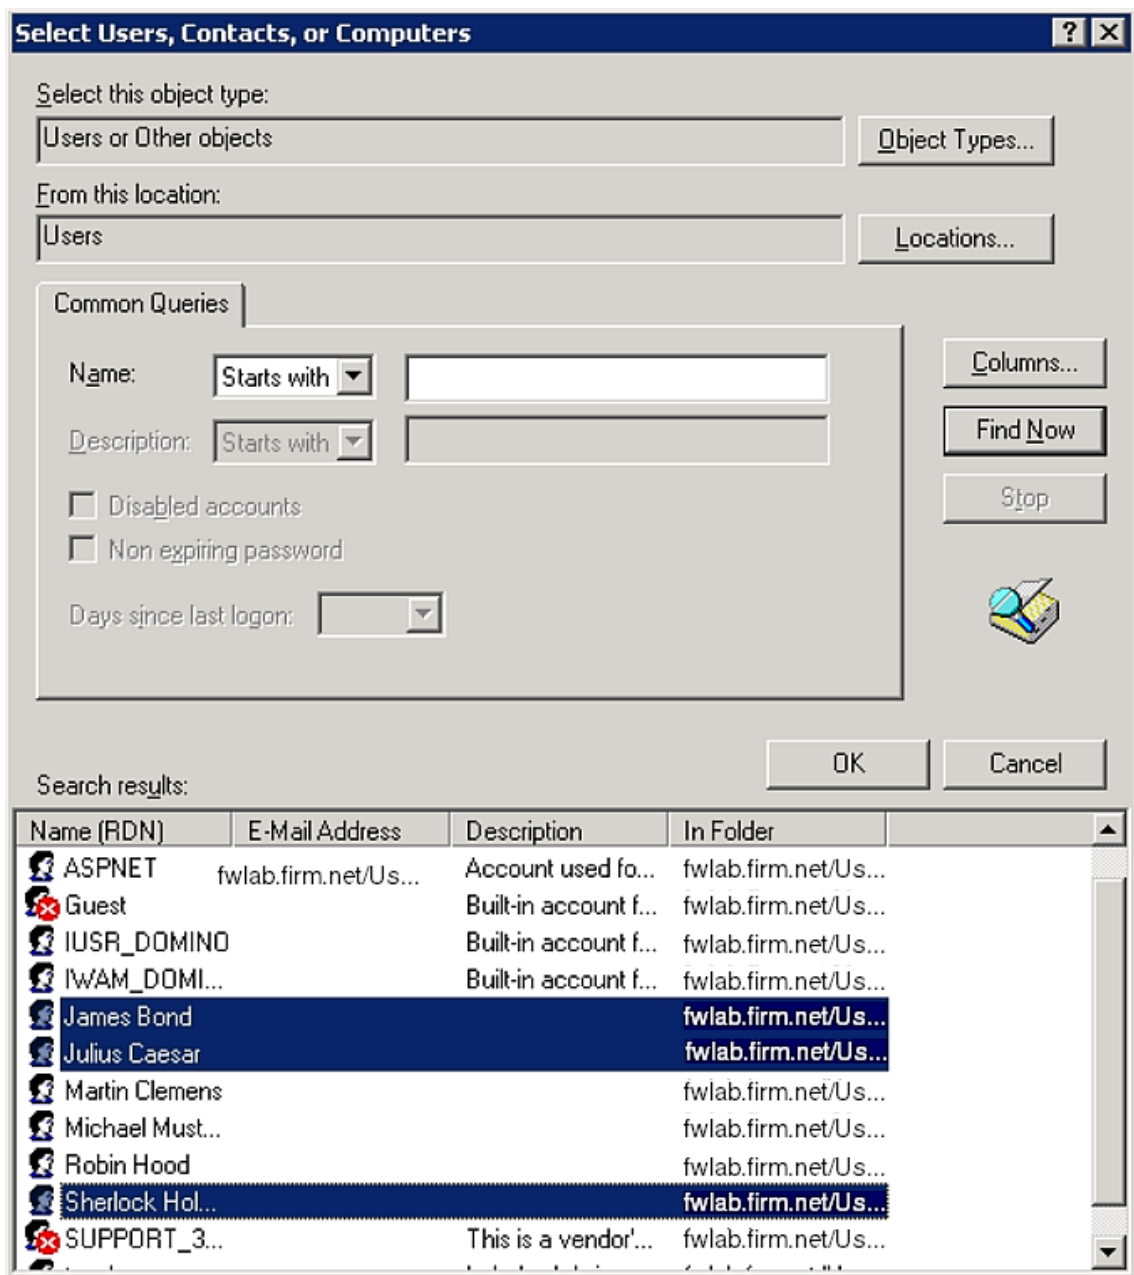 Select Users, Contacts, or Computers
Select this object type:
Users or Other objects
Object Types...
From this location:
Users
Locations...
Common Queries
Name:
Starts with
Columns...
Description:
Starts with
Find Now
Disabled accounts
Stop
Non expiring password
Days since last logon:
OK
Cancel
Search results:
Name (RDN) E-Mail Address Description In Folder
ASPNET fwlab.firm.net/Us... Account used fo... fwlab.firm.net/Us...
Guest Built-in account f... fwlab.firm.net/Us...
IUSR_DOMINO Built-in account f... fwlab.firm.net/Us...
IWAM_DOMI... Built-in account f... fwlab.firm.net/Us...
James Bond fwlab.firm.net/Us...
Julius Caesar fwlab.firm.net/Us...
Martin Clemens fwlab.firm.net/Us...
Michael Must... fwlab.firm.net/Us...
Robin Hood fwlab.firm.net/Us...
Sherlock Hol... fwlab.firm.net/Us...
SUPPORT_3... This is a vendor'... fwlab.firm.net/Us...